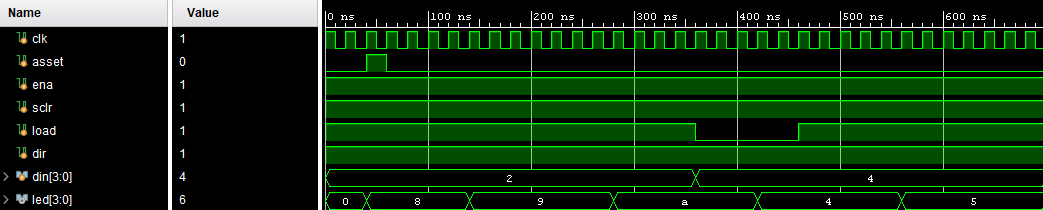 Name Value 0 ns 100 ns 200 ns 300 ns 400 ns 500 ns 600 ns
clk 1
asset 0
ena 1
sclr 1
load 1
dir 1
din[3:0] 4 2 4
led[3:0] 6 0 8 9 a 4 5